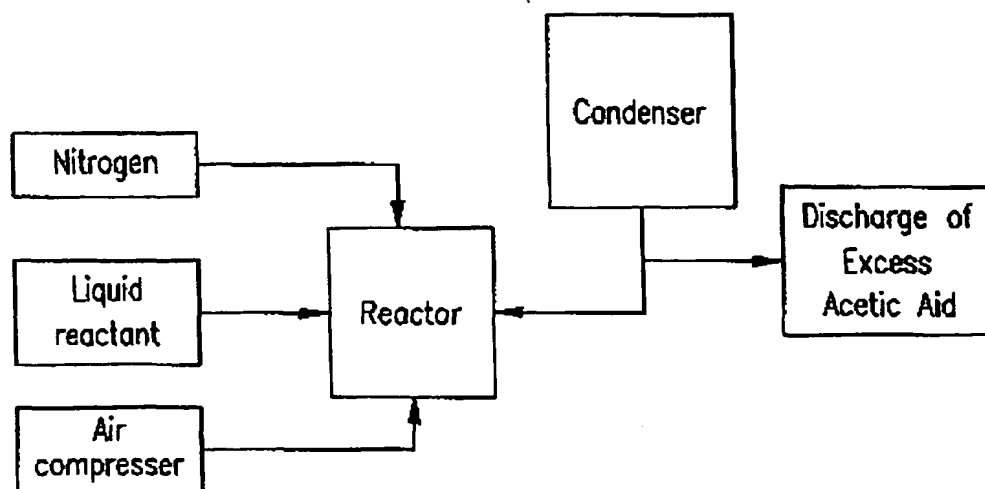 Condenser
Nitrogen
Discharge of
Excess
Acetic Aid
Liquid
reactant
Reactor
Air
compresser